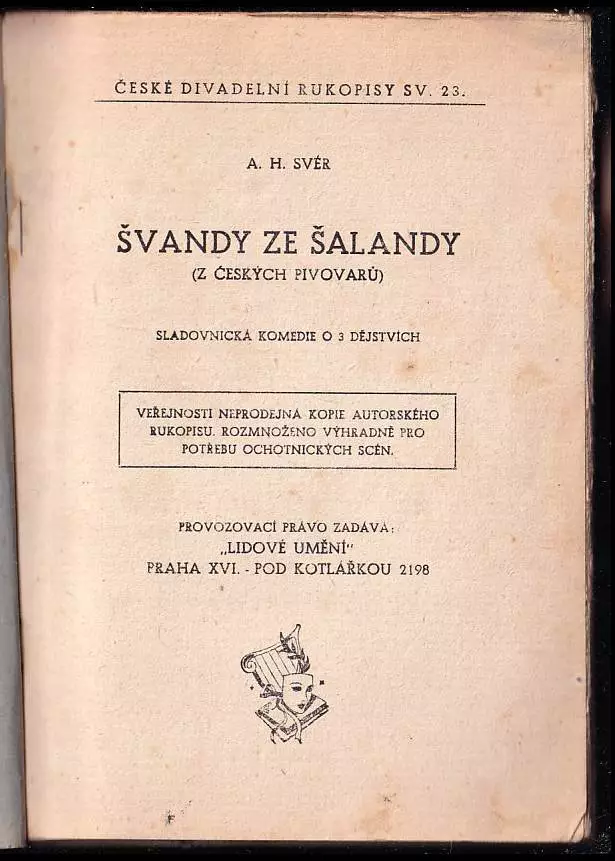 ČESKÉ DIVADELNÍ RUKOPISY SV. 23.
A. H. SVÉR
ŠVANDY ZE ŠALANDY
(Z ČESKÝCH PIVOVARŮ)
SLADOVNICKÁ KOMEDIE O 3 DĚJSTVÍCH
VEŘEJNOSTI NEPRODEJNÁ KOPIE AUTORSKÉHO
RUKOPISU. ROZMNOŽENO VÝHRADNĚ PRO
POTŘEBU OCHOTNICKÝCH SCÉN.
PROVOZOVACÍ PRÁVO ZADÁVÁ:
„LIDOVÉ UMĚNÍ"
PRAHA XVI. - POD KOTLÁŘKOU 2198